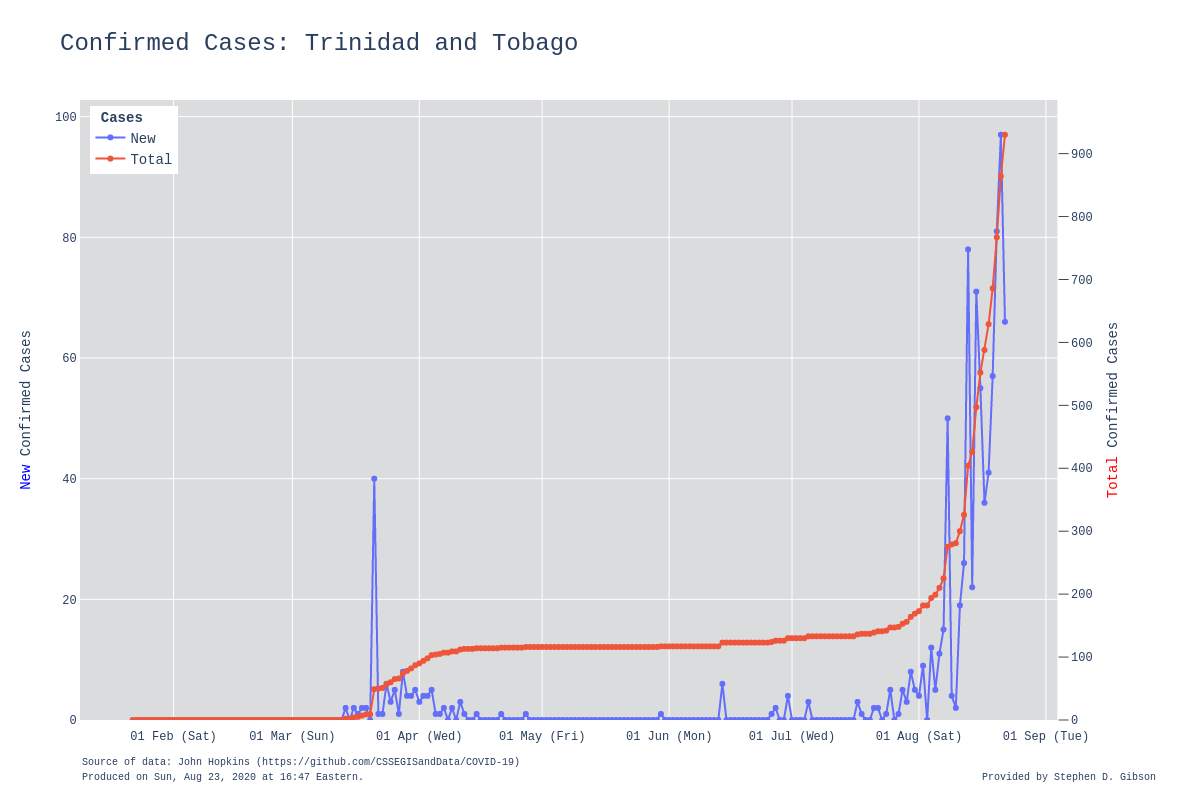 Confirmed Cases: Trinidad and Tobago
Cases
New
Total
100
80
60
40
20
0
900
800
700
600
500
400
300
200
100
0
New Confirmed Cases
Total Confirmed Cases
01 Feb (Sat) 01 Mar (Sun) 01 Apr (Wed) 01 May (Fri) 01 Jun (Mon) 01 Jul (Wed) 01 Aug (Sat) 01 Sep (Tue)
Source of data: John Hopkins (https://github.com/CSSEGISandData/COVID-19)
Produced on Sun, Aug 23, 2020 at 16:47 Eastern.
Provided by Stephen D. Gibson